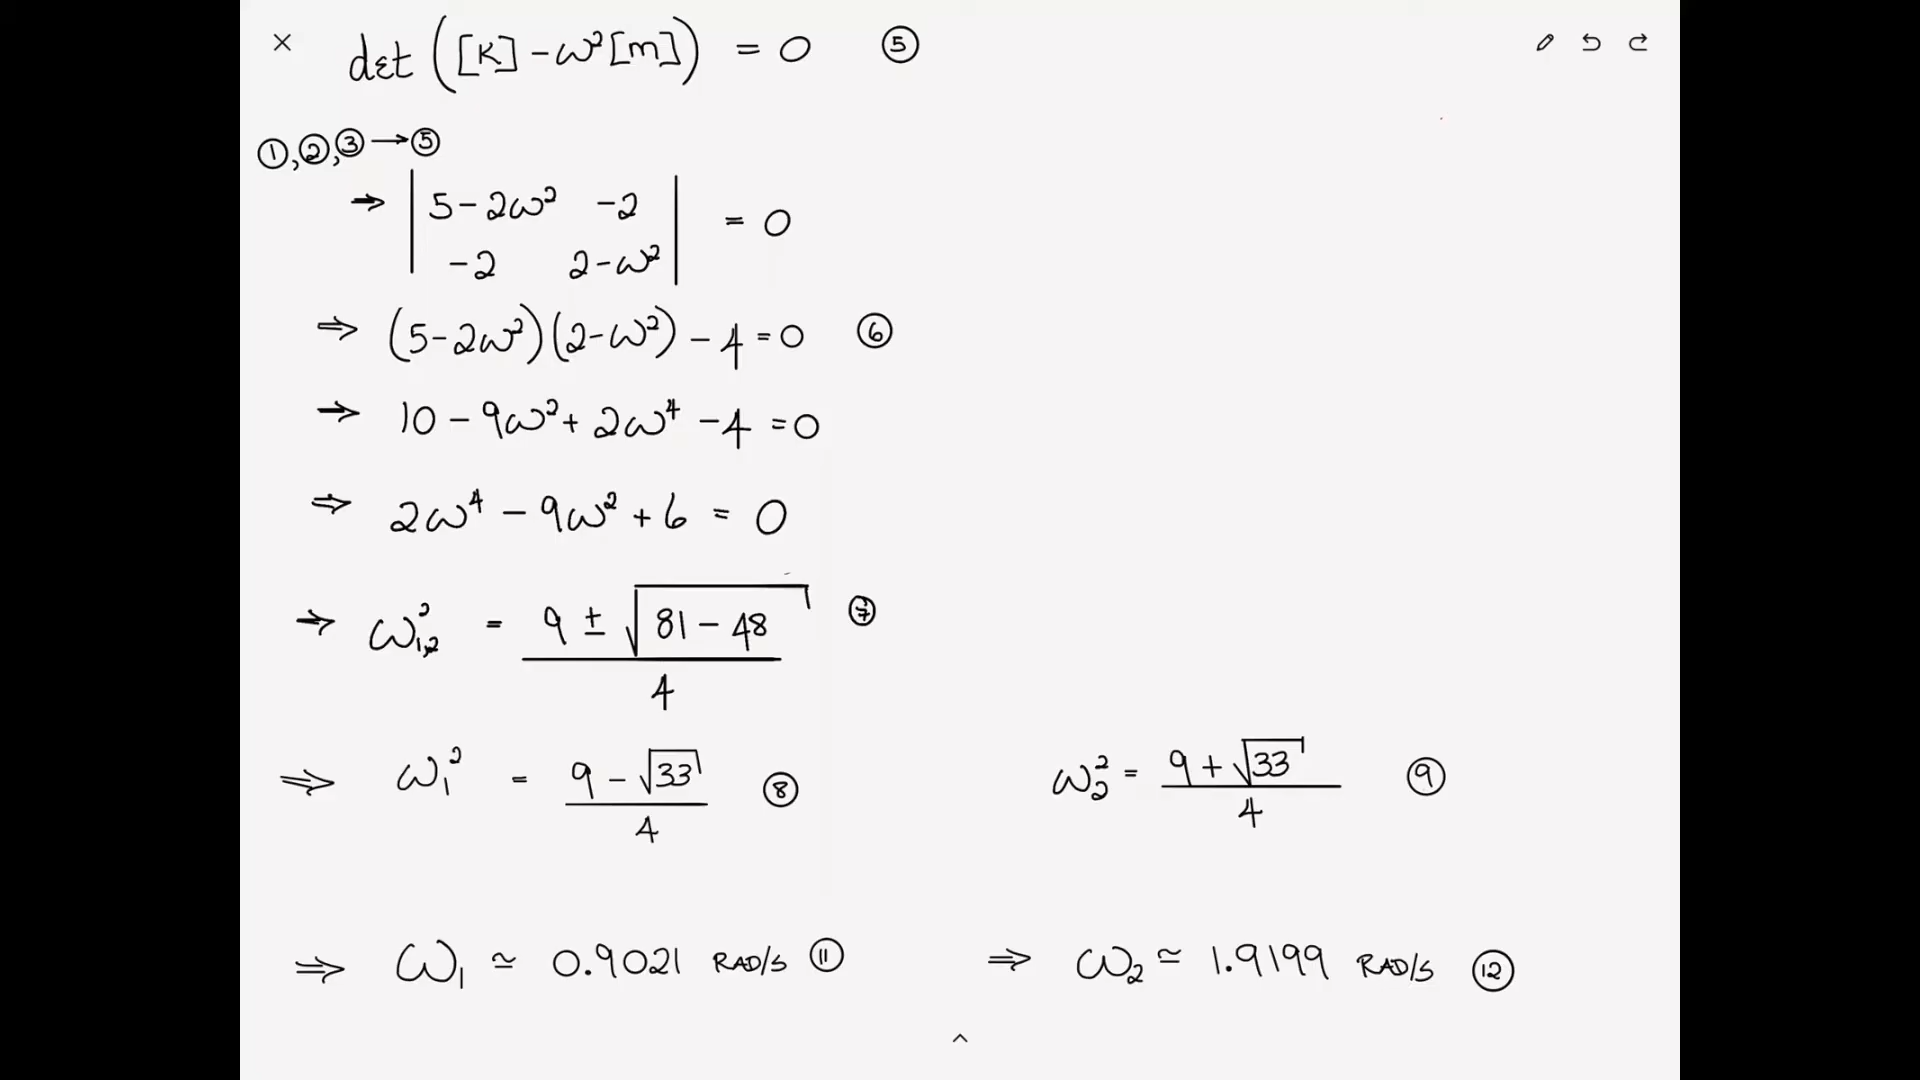 det ([K] - ω²[m]) = 0 ⑤
①,②,③ → ⑤
⇒ | 5-2ω² -2 |
| -2 2-ω² | = 0
⇒ (5-2ω²)(2-ω²) - 4 = 0 ⑥
⇒ 10 - 9ω² + 2ω⁴ - 4 = 0
⇒ 2ω⁴ - 9ω² + 6 = 0
⇒ ω²₁,₂ = (9 ± √(81 - 48)) / 4 ⑦
⇒ ω₁² = (9 - √33) / 4 ⑧ ω₂² = (9 + √33) / 4 ⑨
⇒ ω₁ ≃ 0.9021 RAD/S ⑪ ⇒ ω₂ ≃ 1.9199 RAD/S ⑫